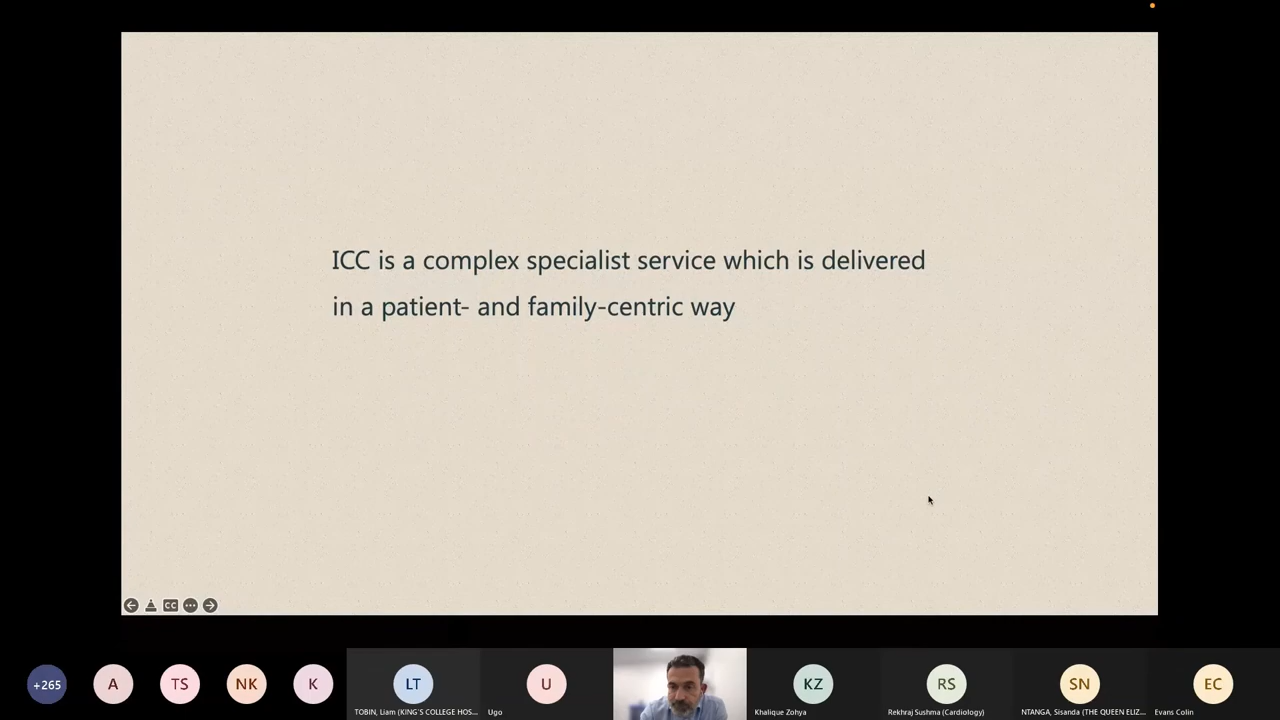 ICC is a complex specialist service which is delivered
in a patient- and family-centric way
CC
+265
A
TS
NK
K
LT
U
KZ
RS
SN
EC
TOBIN, Liam (KING'S COLLEGE HOS...
Ugo
Khalique Zohya
Rekhraj Sushma (Cardiology)
NTANGA, Sisanda (THE QUEEN ELIZ...
Evans Colin